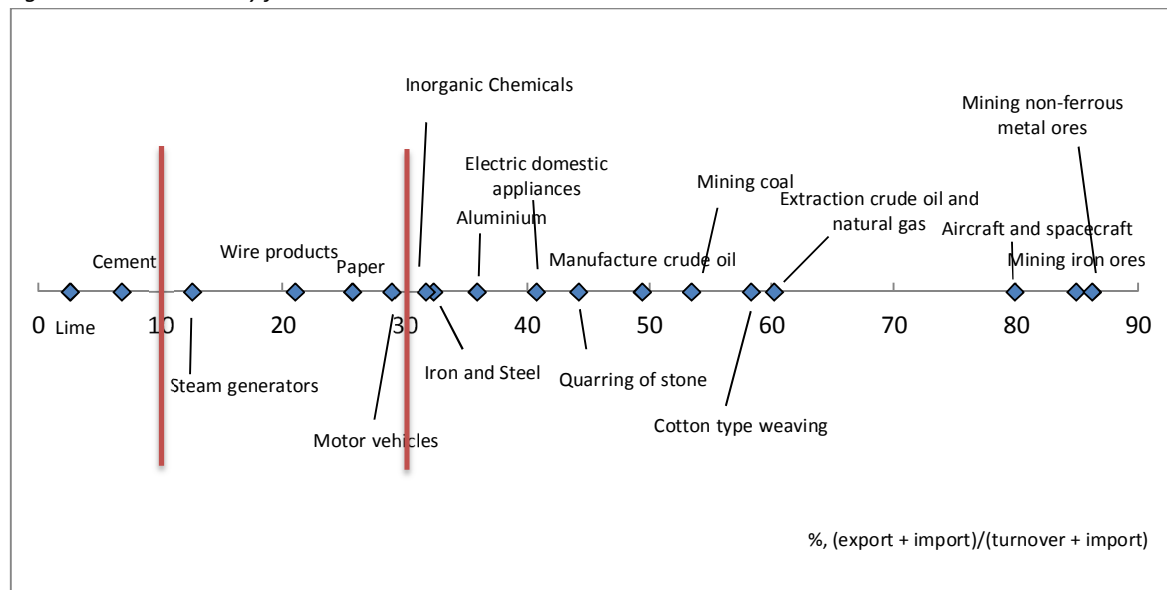 Inorganic Chemicals
Mining non-ferrous
metal ores
Electric domestic
appliances
Mining coal
Extraction crude oil and
natural gas
Aluminium
Aircraft and spacecraft
Cement
Wire products
Paper
Manufacture crude oil
Mining iron ores
0 10 20 30 40 50 60 70 80 90
Lime
Steam generators
Iron and Steel
Quarring of stone
Motor vehicles
Cotton type weaving
%, (export + import)/(turnover + import)